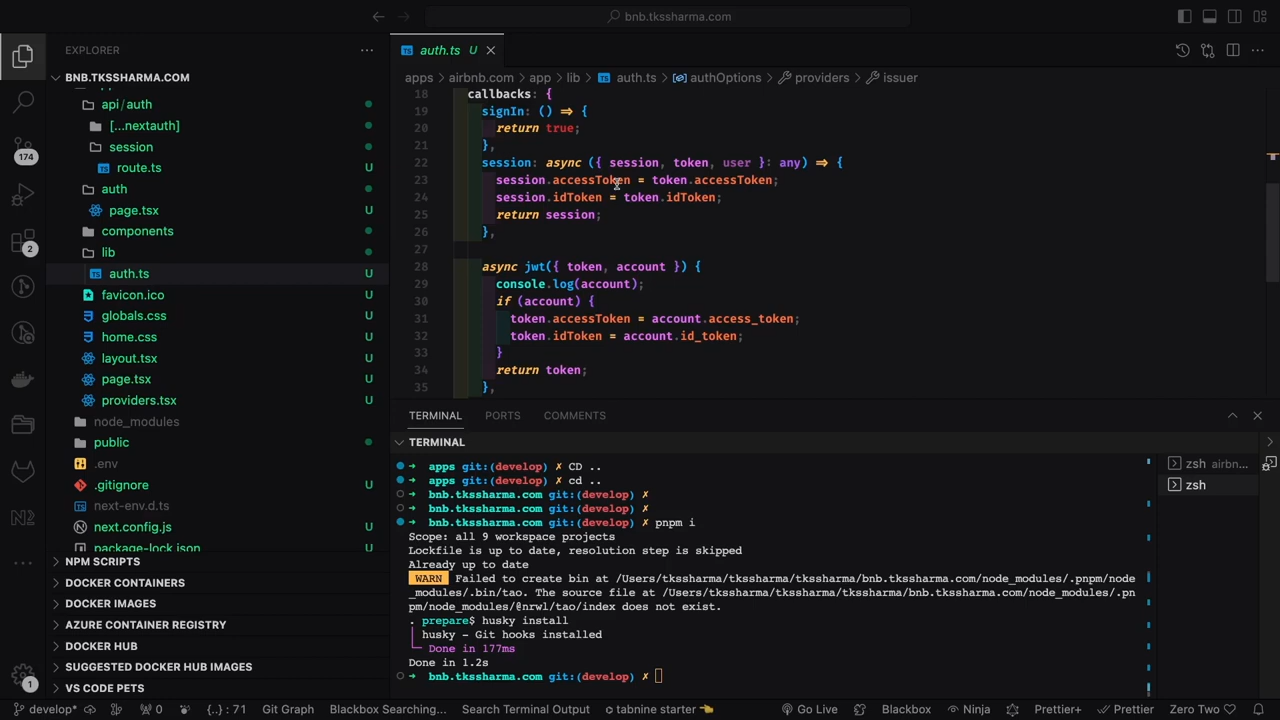 bnb.tkssharma.com
EXPLORER
BNB.TKSSHARMA.COM
api/auth
[...nextauth]
session
route.ts U
auth
page.tsx U
components
lib
auth.ts U
favicon.ico U
globals.css U
home.css U
layout.tsx U
page.tsx U
providers.tsx U
node_modules
public
.env
.gitignore U
next-env.d.ts
next.config.js U
package-lock.json U
NPM SCRIPTS
DOCKER CONTAINERS
DOCKER IMAGES
AZURE CONTAINER REGISTRY
DOCKER HUB
SUGGESTED DOCKER HUB IMAGES
VS CODE PETS
174
2
1
auth.ts U
apps > airbnb.com > app > lib > auth.ts > authOptions > providers > issuer
18 callbacks: {
19 signIn: () => {
20 return true;
21 },
22 session: async ({ session, token, user }: any) => {
23 session.accessToken = token.accessToken;
24 session.idToken = token.idToken;
25 return session;
26 },
27
28 async jwt({ token, account }) {
29 console.log(account);
30 if (account) {
31 token.accessToken = account.access_token;
32 token.idToken = account.id_token;
33 }
34 return token;
35 },
TERMINAL PORTS COMMENTS
TERMINAL
apps git:(develop) ✗ CD ..
apps git:(develop) ✗ cd ..
bnb.tkssharma.com git:(develop) ✗
bnb.tkssharma.com git:(develop) ✗
bnb.tkssharma.com git:(develop) ✗ pnpm i
Scope: all 9 workspace projects
Lockfile is up to date, resolution step is skipped
Already up to date
WARN Failed to create bin at /Users/tkssharma/tkssharma/tkssharma/bnb.tkssharma.com/node_modules/.pnpm/node
_modules/.bin/tao. The source file at /Users/tkssharma/tkssharma/tkssharma/bnb.tkssharma.com/node_modules/.pn
pm/node_modules/@nrwl/tao/index does not exist.
. prepare$ husky install
husky - Git hooks installed
Done in 177ms
Done in 1.2s
bnb.tkssharma.com git:(develop) ✗
zsh airbn...
zsh
develop* 0 {..} : 71 Git Graph Blackbox Searching... Search Terminal Output tabnine starter Go Live Blackbox Ninja Prettier+ Prettier Zero Two